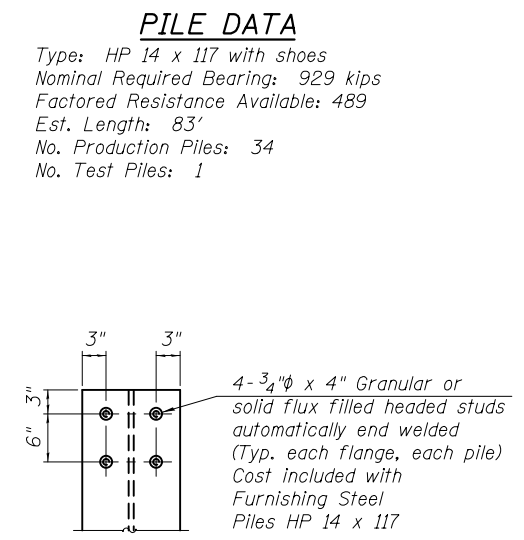 PILE DATA
Type: HP 14 x 117 with shoes
Nominal Required Bearing: 929 kips
Factored Resistance Available: 489
Est. Length: 83'
No. Production Piles: 34
No. Test Piles: 1
3" 3"
3"
6"
4- 3/4"ϕ x 4" Granular or
solid flux filled headed studs
automatically end welded
(Typ. each flange, each pile)
Cost included with
Furnishing Steel
Piles HP 14 x 117